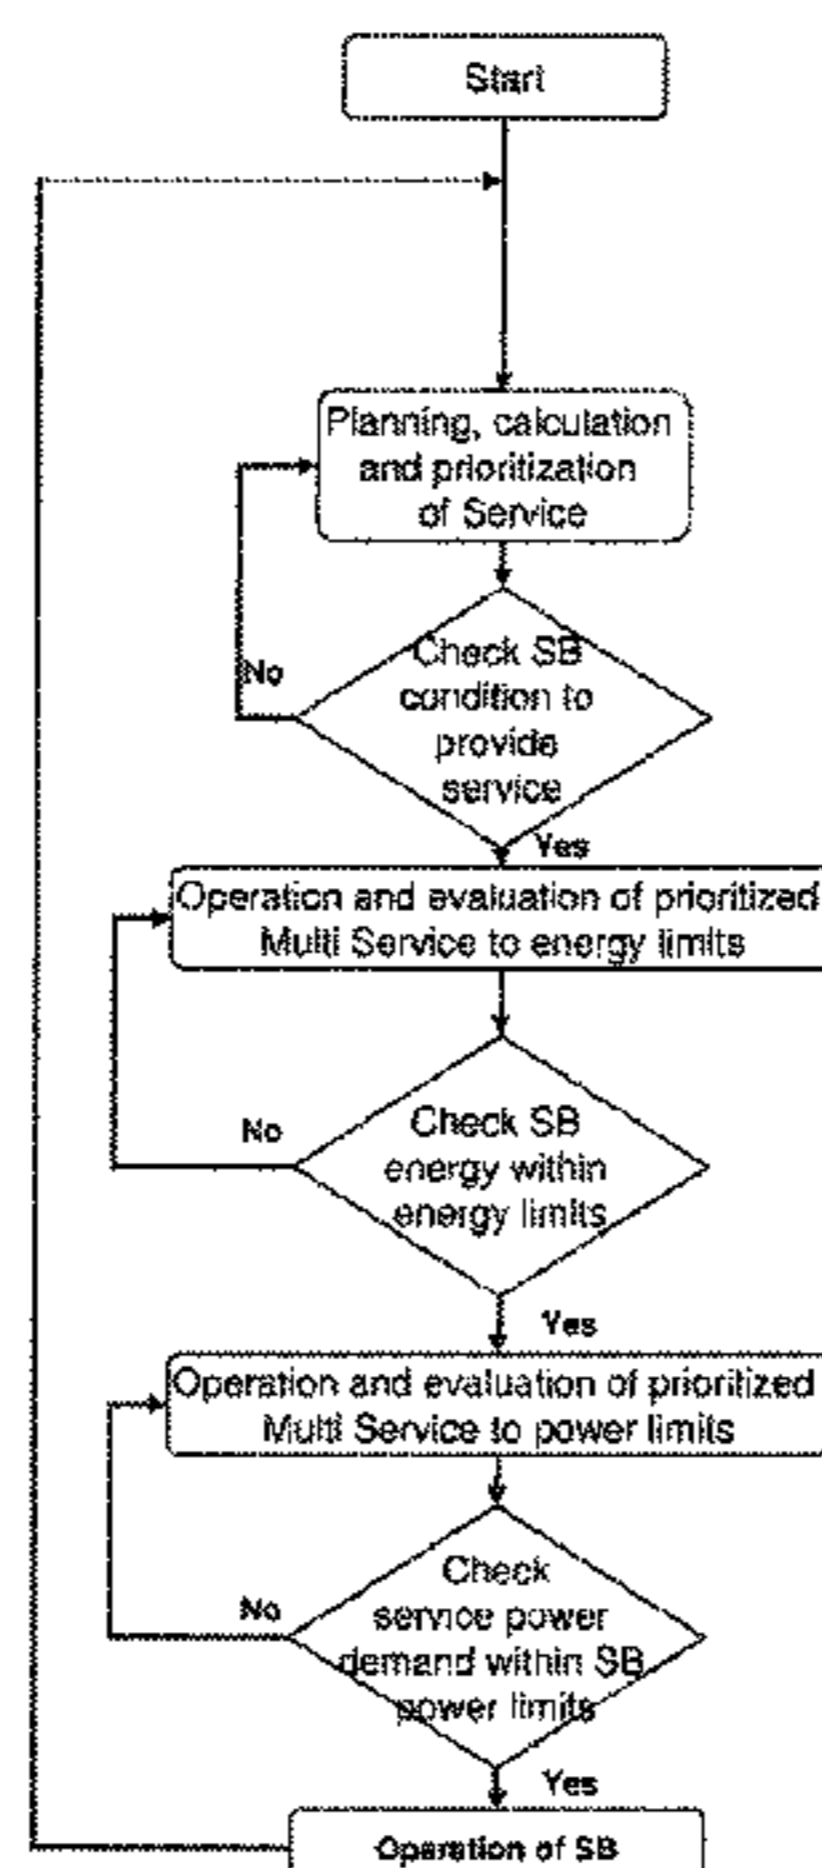 Start
Planning, calculation
and prioritization
of Service
Check SB
condition to
provide
service
No
Yes
Operation and evaluation of prioritized
Multi Service to energy limits
Check SB
energy within
energy limits
No
Yes
Operation and evaluation of prioritized
Multi Service to power limits
Check
service power
demand within SB
power limits
No
Yes
Operation of SB